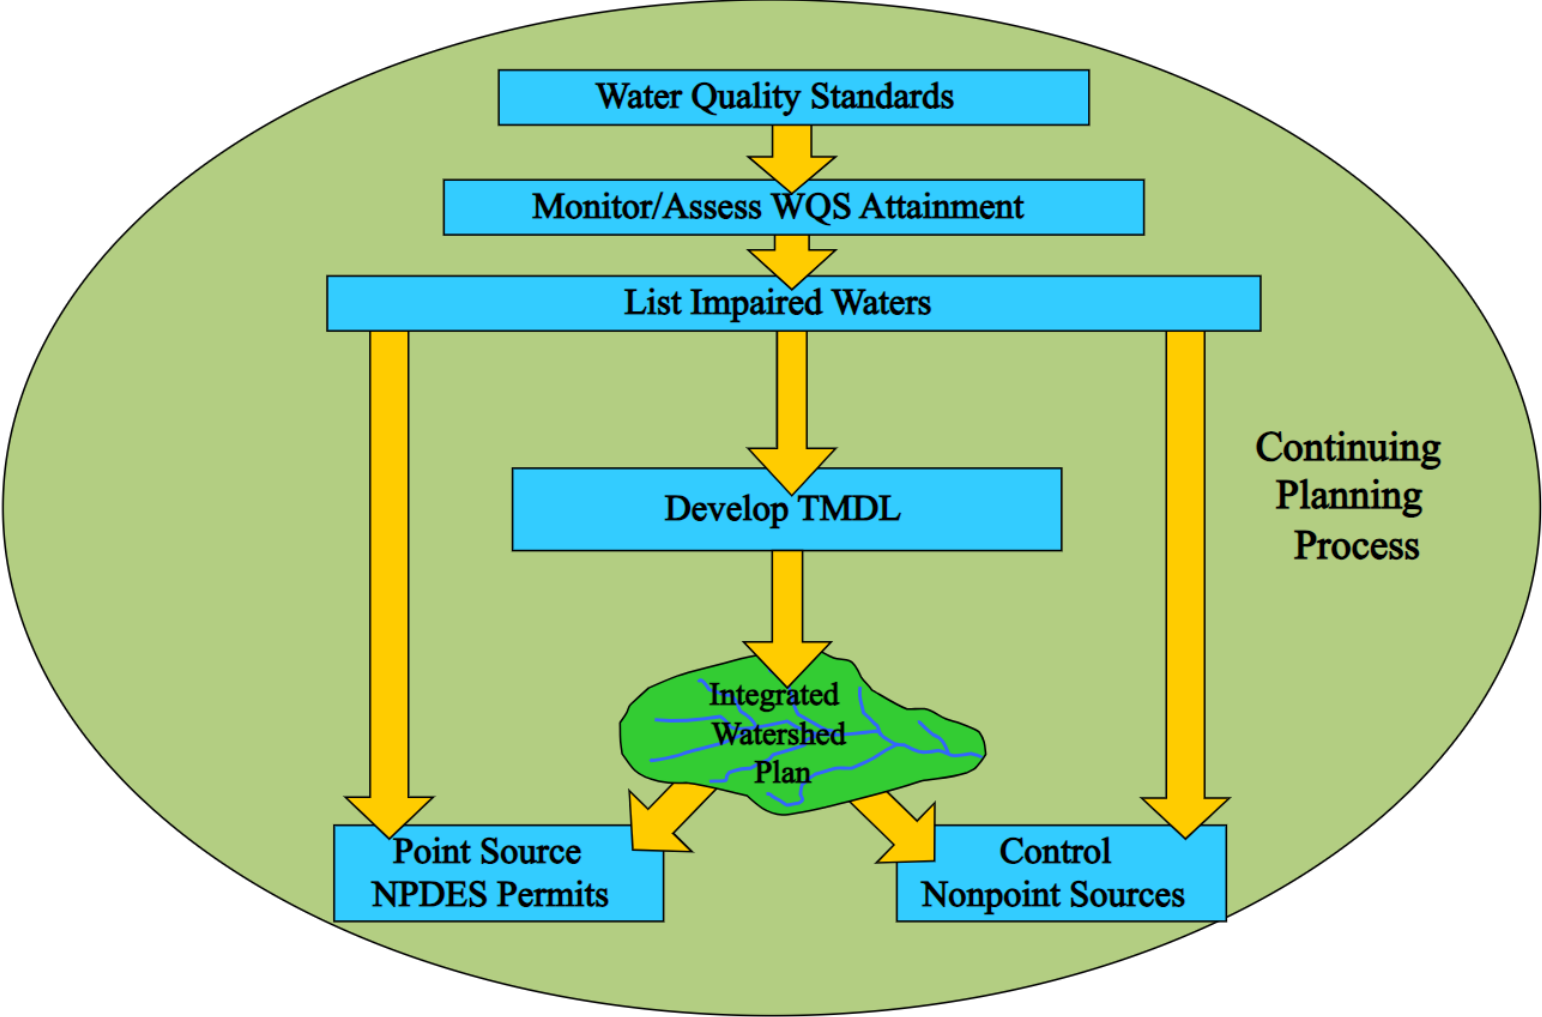 Water Quality Standards
Monitor/Assess WQS Attainment
List Impaired Waters
Continuing
Planning
Process
Develop TMDL
Integrated
Watershed
Plan
Point Source
NPDES Permits
Control
Nonpoint Sources